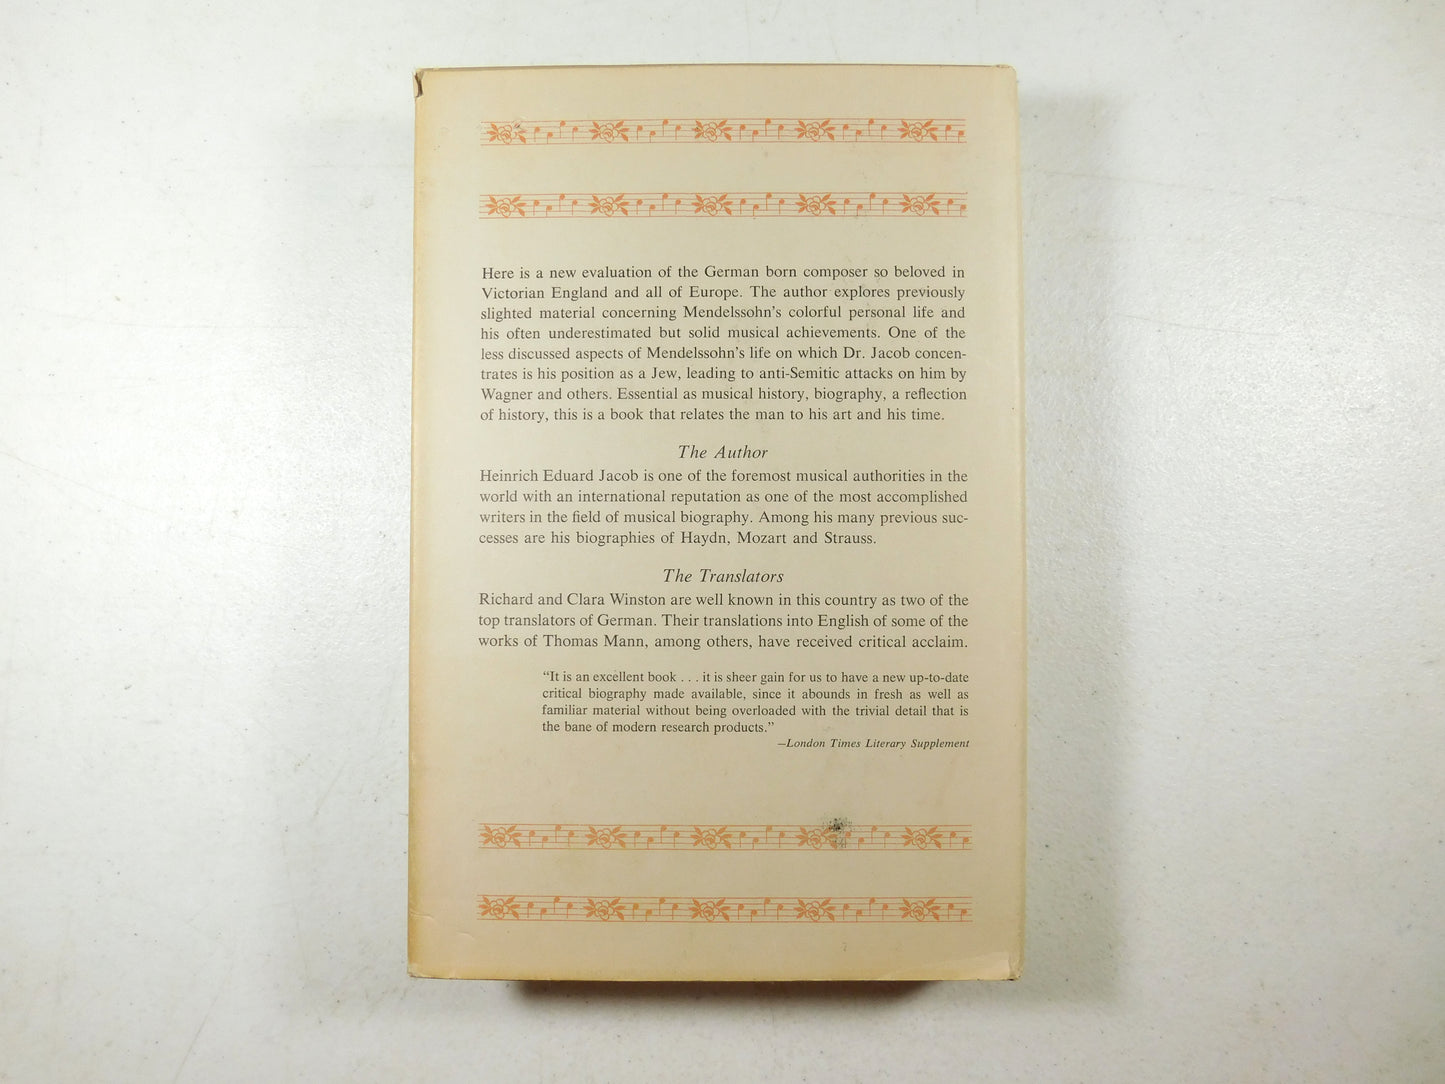 Here is a new evaluation of the German born composer so beloved in
Victorian England and all of Europe. The author explores previously
slighted material concerning Mendelssohn's colorful personal life and
his often underestimated but solid musical achievements. One of the
less discussed aspects of Mendelssohn's life on which Dr. Jacob concen-
trates is his position as a Jew, leading to anti-Semitic attacks on him by
Wagner and others. Essential as musical history, biography, a reflection
of history, this is a book that relates the man to his art and his time.
The Author
Heinrich Eduard Jacob is one of the foremost musical authorities in the
world with an international reputation as one of the most accomplished
writers in the field of musical biography. Among his many previous suc-
cesses are his biographies of Haydn, Mozart and Strauss.
The Translators
Richard and Clara Winston are well known in this country as two of the
top translators of German. Their translations into English of some of the
works of Thomas Mann, among others, have received critical acclaim.
"It is an excellent book . . . it is sheer gain for us to have a new up-to-date
critical biography made available, since it abounds in fresh as well as
familiar material without being overloaded with the trivial detail that is
the bane of modern research products."
—London Times Literary Supplement